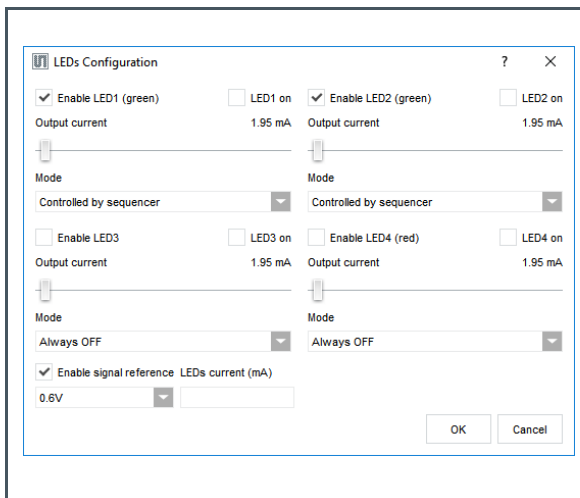 LEDs Configuration ?
Enable LED1 (green) LED1 on Enable LED2 (green) LED2 on
Output current 1.95 mA Output current 1.95 mA
Mode Mode
Controlled by sequencer Controlled by sequencer
Enable LED3 LED3 on Enable LED4 (red) LED4 on
Output current 1.95 mA Output current 1.95 mA
Mode Mode
Always OFF Always OFF
Enable signal reference LEDs current (mA)
0.6V
OK Cancel